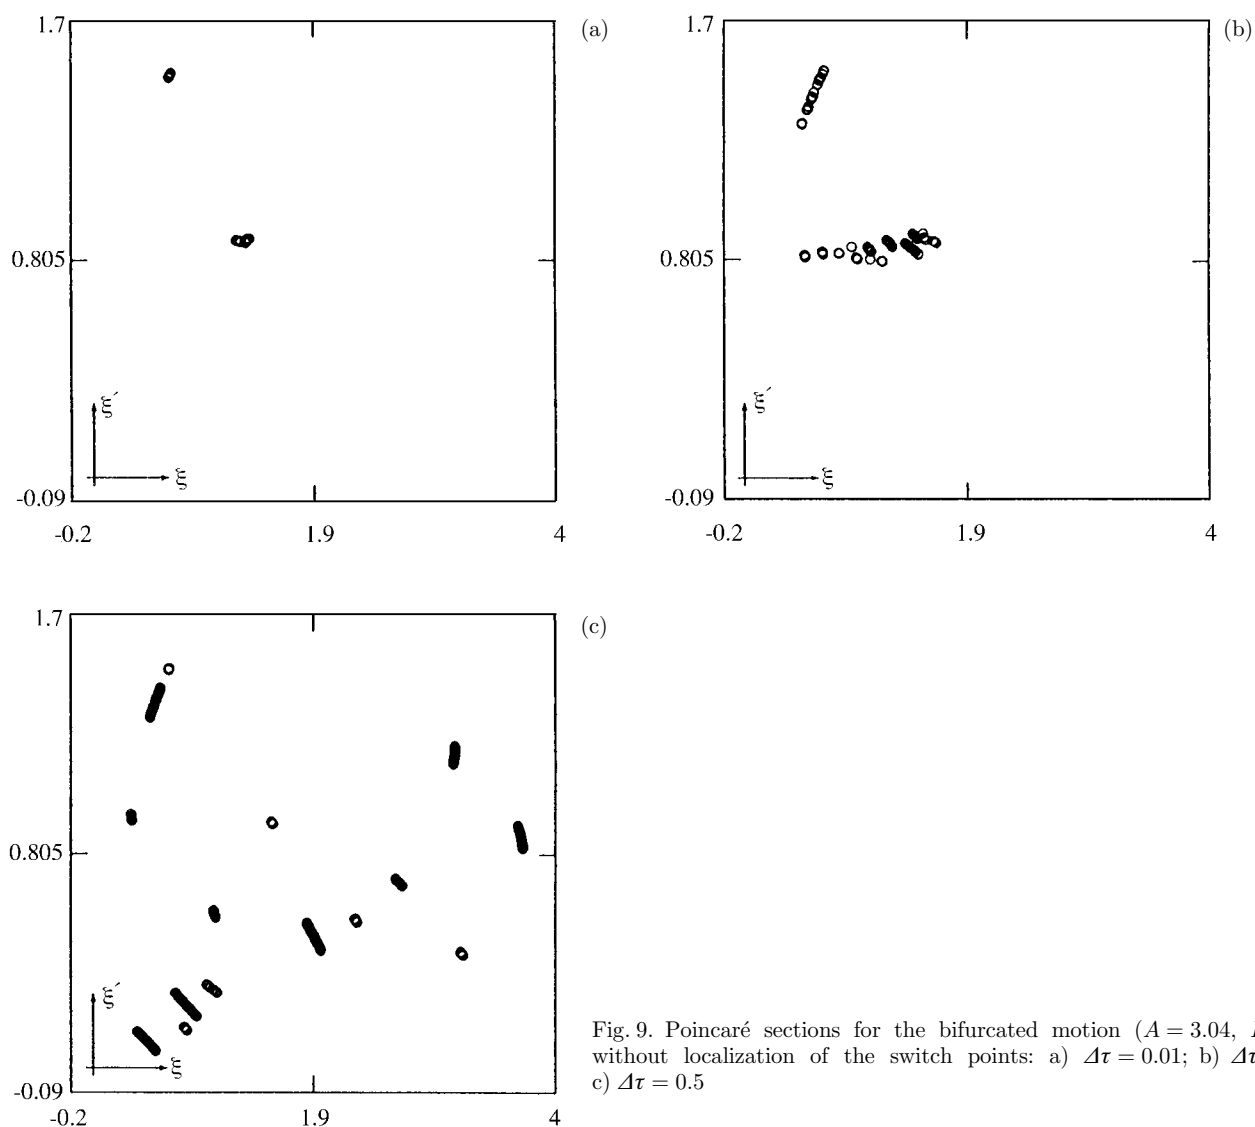 1.7
(a)
0.805
ξ´
ξ
-0.09
-0.2 1.9 4
1.7
(b)
0.805
ξ´
ξ
-0.09
-0.2 1.9 4
1.7
(c)
0.805
ξ´
ξ
-0.09
-0.2 1.9 4
Fig. 9. Poincaré sections for the bifurcated motion (A = 3.04,
without localization of the switch points: a) Δτ = 0.01; b) Δτ
c) Δτ = 0.5